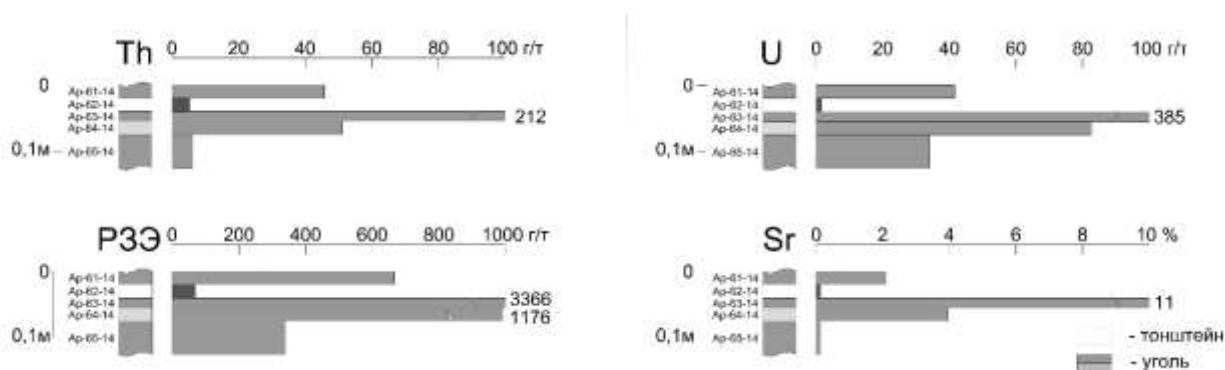 Th 0 20 40 60 80 100 г/т
0 Ар-61-14
Ар-62-14
Ар-63-14 212
Ар-64-14
0,1м Ар-65-14
U 0 20 40 60 80 100 г/т
0 Ар-61-14
Ар-62-14
Ар-63-14 385
Ар-64-14
0,1м Ар-65-14
РЗЭ 0 200 400 600 800 1000 г/т
0 Ар-61-14
Ар-62-14
Ар-63-14 3366
Ар-64-14 1176
0,1м Ар-65-14
Sr 0 2 4 6 8 10 %
0 Ар-61-14
Ар-62-14
Ар-63-14 11
Ар-64-14
0,1м Ар-65-14
- тонштейн
- уголь